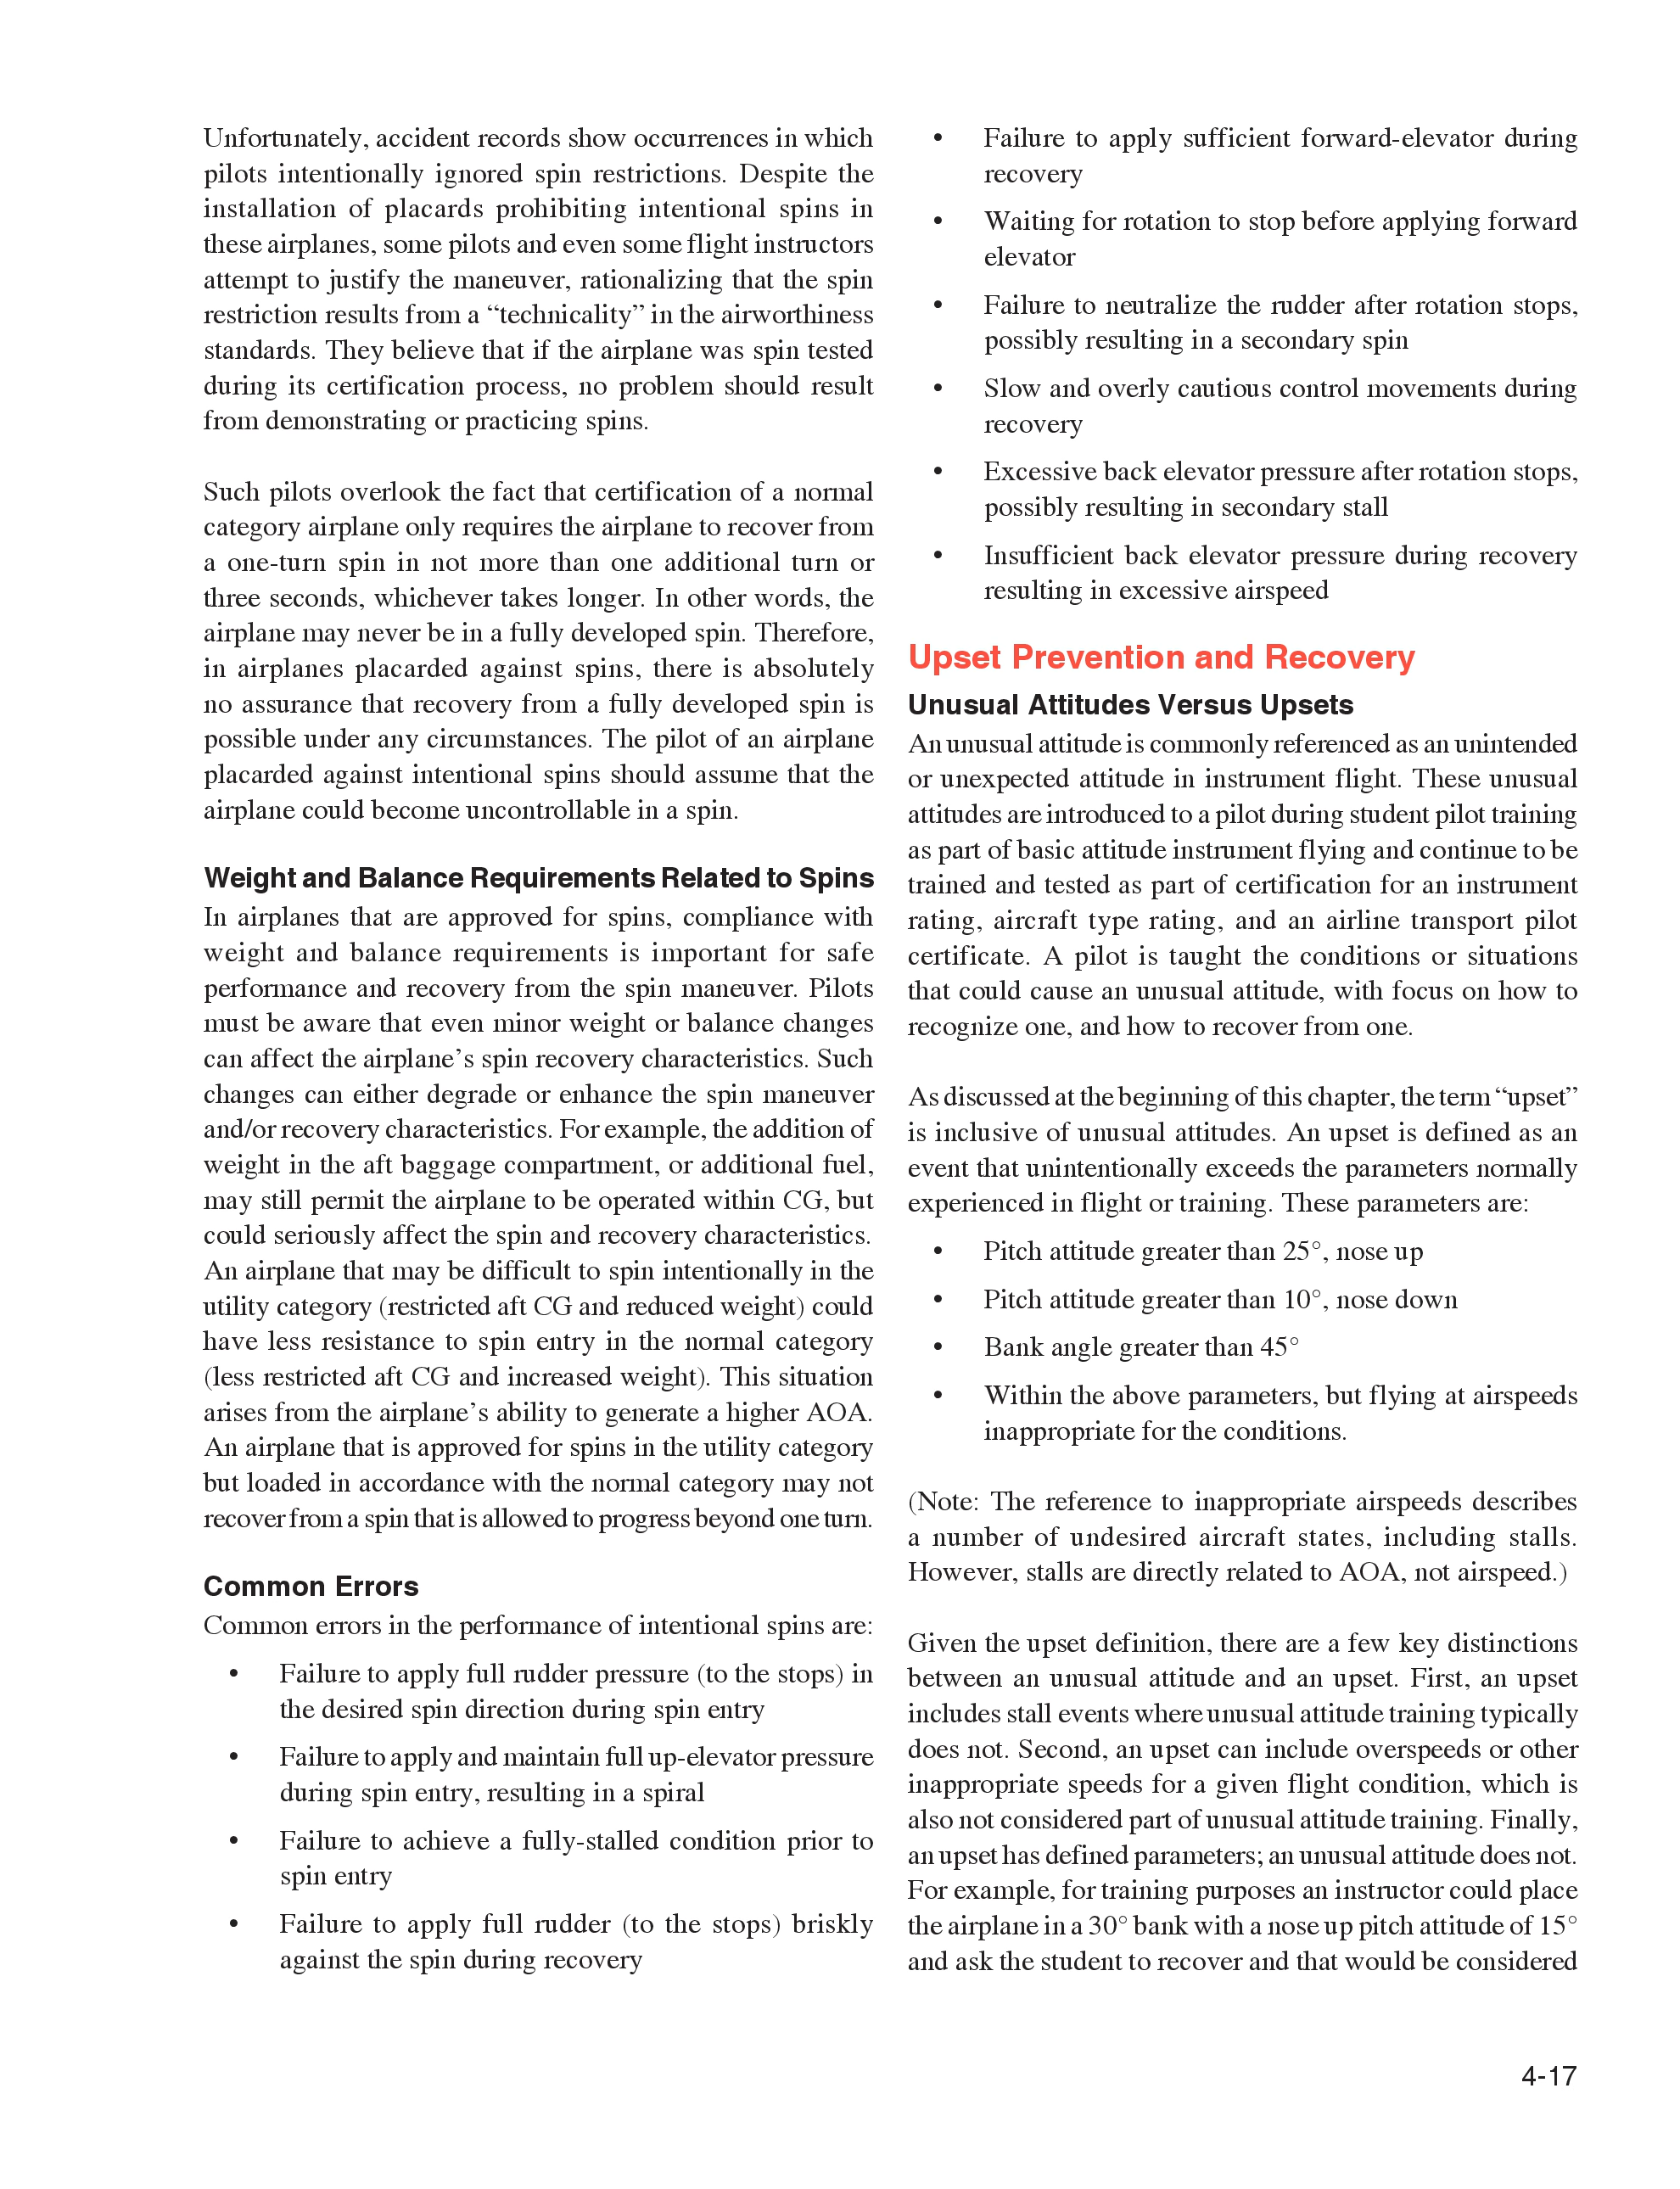 Unfortunately, accident records show occurrences in which
pilots intentionally ignored spin restrictions. Despite the
installation of placards prohibiting intentional spins in
these airplanes, some pilots and even some flight instructors
attempt to justify the maneuver, rationalizing that the spin
restriction results from a “technicality” in the airworthiness
standards. They believe that if the airplane was spin tested
during its certification process, no problem should result
from demonstrating or practicing spins.
Such pilots overlook the fact that certification of a normal
category airplane only requires the airplane to recover from
a one-turn spin in not more than one additional turn or
three seconds, whichever takes longer. In other words, the
airplane may never be in a fully developed spin. Therefore,
in airplanes placarded against spins, there is absolutely
no assurance that recovery from a fully developed spin is
possible under any circumstances. The pilot of an airplane
placarded against intentional spins should assume that the
airplane could become uncontrollable in a spin.
Weight and Balance Requirements Related to Spins
In airplanes that are approved for spins, compliance with
weight and balance requirements is important for safe
performance and recovery from the spin maneuver. Pilots
must be aware that even minor weight or balance changes
can affect the airplane’s spin recovery characteristics. Such
changes can either degrade or enhance the spin maneuver
and/or recovery characteristics. For example, the addition of
weight in the aft baggage compartment, or additional fuel,
may still permit the airplane to be operated within CG, but
could seriously affect the spin and recovery characteristics.
An airplane that may be difficult to spin intentionally in the
utility category (restricted aft CG and reduced weight) could
have less resistance to spin entry in the normal category
(less restricted aft CG and increased weight). This situation
arises from the airplane’s ability to generate a higher AOA.
An airplane that is approved for spins in the utility category
but loaded in accordance with the normal category may not
recover from a spin that is allowed to progress beyond one turn.
Common Errors
Common errors in the performance of intentional spins are:
• Failure to apply full rudder pressure (to the stops) in
the desired spin direction during spin entry
• Failure to apply and maintain full up-elevator pressure
during spin entry, resulting in a spiral
• Failure to achieve a fully-stalled condition prior to
spin entry
• Failure to apply full rudder (to the stops) briskly
against the spin during recovery
• Failure to apply sufficient forward-elevator during
recovery
• Waiting for rotation to stop before applying forward
elevator
• Failure to neutralize the rudder after rotation stops,
possibly resulting in a secondary spin
• Slow and overly cautious control movements during
recovery
• Excessive back elevator pressure after rotation stops,
possibly resulting in secondary stall
• Insufficient back elevator pressure during recovery
resulting in excessive airspeed
Upset Prevention and Recovery
Unusual Attitudes Versus Upsets
An unusual attitude is commonly referenced as an unintended
or unexpected attitude in instrument flight. These unusual
attitudes are introduced to a pilot during student pilot training
as part of basic attitude instrument flying and continue to be
trained and tested as part of certification for an instrument
rating, aircraft type rating, and an airline transport pilot
certificate. A pilot is taught the conditions or situations
that could cause an unusual attitude, with focus on how to
recognize one, and how to recover from one.
As discussed at the beginning of this chapter, the term “upset”
is inclusive of unusual attitudes. An upset is defined as an
event that unintentionally exceeds the parameters normally
experienced in flight or training. These parameters are:
• Pitch attitude greater than 25°, nose up
• Pitch attitude greater than 10°, nose down
• Bank angle greater than 45°
• Within the above parameters, but flying at airspeeds
inappropriate for the conditions.
(Note: The reference to inappropriate airspeeds describes
a number of undesired aircraft states, including stalls.
However, stalls are directly related to AOA, not airspeed.)
Given the upset definition, there are a few key distinctions
between an unusual attitude and an upset. First, an upset
includes stall events where unusual attitude training typically
does not. Second, an upset can include overspeeds or other
inappropriate speeds for a given flight condition, which is
also not considered part of unusual attitude training. Finally,
an upset has defined parameters; an unusual attitude does not.
For example, for training purposes an instructor could place
the airplane in a 30° bank with a nose up pitch attitude of 15°
and ask the student to recover and that would be considered
4-17